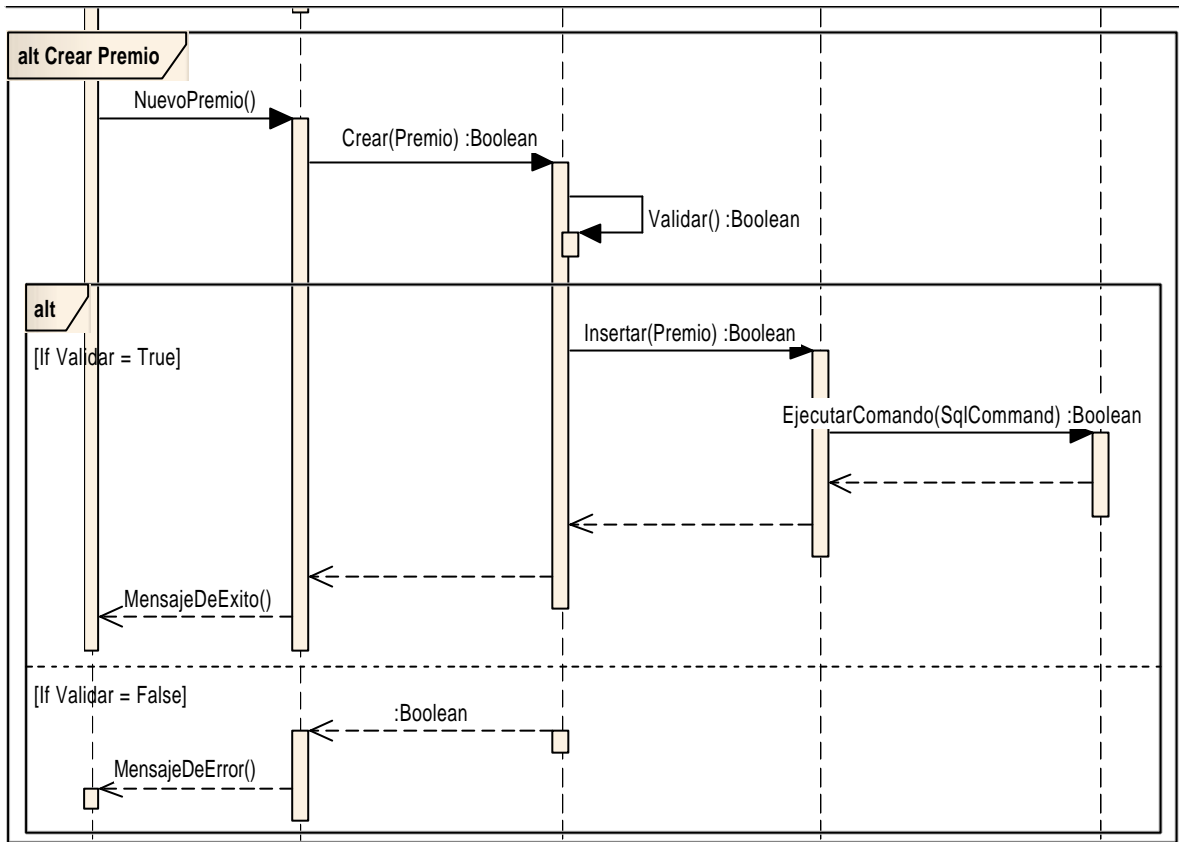 alt Crear Premio
NuevoPremio()
Crear(Premio) :Boolean
Validar() :Boolean
alt
Insertar(Premio) :Boolean
[If Validar = True]
EjecutarComando(SqlCommand) :Boolean
MensajeDeExito()
[If Validar = False]
:Boolean
MensajeDeError()